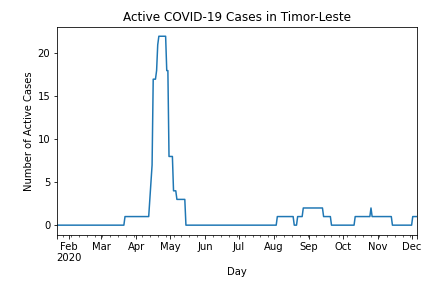 Active COVID-19 Cases in Timor-Leste
Number of Active Cases
20
15
10
5
0
Feb Mar Apr May Jun Jul Aug Sep Oct Nov Dec
2020
Day